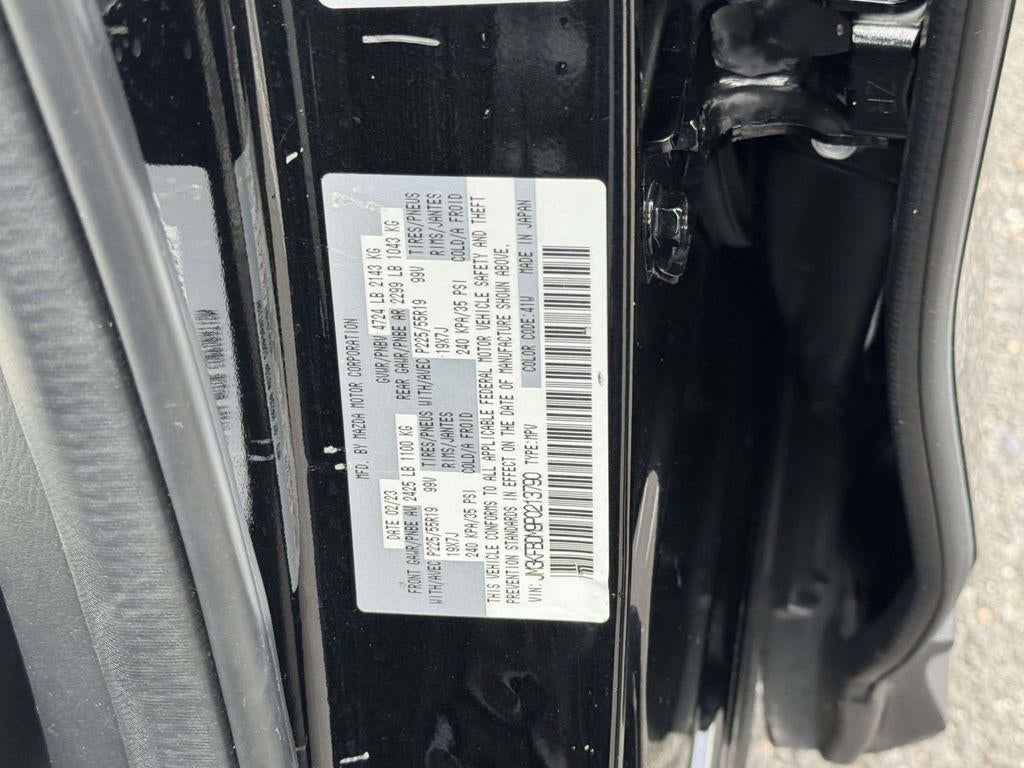 MFD. BY MAZDA MOTOR CORPORATION
DATE 02/23 GVWR/PNBV 4724 LB 2143 KG
FRONT GAWR/PNBE AV 2425 LB 1100 KG REAR GAWR/PNBE AR 2299 LB 1043 KG
WITH/AVEC P225/55R19 99V TIRES/PNEUS WITH/AVEC P225/55R19 99V TIRES/PNEUS
19X7J RIMS/JANTES 19X7J RIMS/JANTES
240 KPA/35 PSI COLD/A FROID 240 KPA/35 PSI COLD/A FROID
THIS VEHICLE CONFORMS TO ALL APPLICABLE FEDERAL MOTOR VEHICLE SAFETY AND THEFT
PREVENTION STANDARDS IN EFFECT ON THE DATE OF MANUFACTURE SHOWN ABOVE.
VIN: JM3KFBDM9P0213790 TYPE:MPV COLOR CODE:41W MADE IN JAPAN